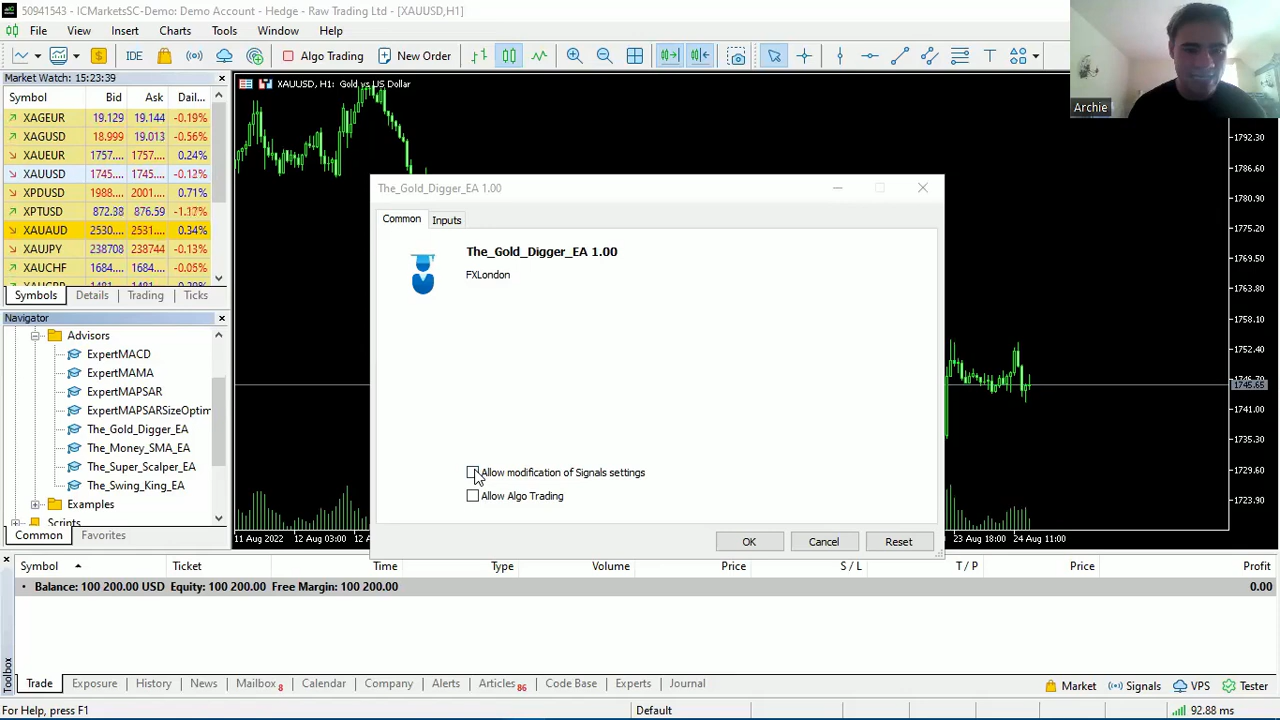 50941543 - ICMarketsSC-Demo: Demo Account - Hedge - Raw Trading Ltd - [XAUUSD,H1]
File View Insert Charts Tools Window Help
IDE Algo Trading New Order
Archie
Market Watch: 15:23:39
Symbol Bid Ask Dail...
XAGEUR 19.129 19.144 -0.19%
XAGUSD 18.999 19.013 -0.56%
XAUEUR 1757.... 1757.... 0.24%
XAUUSD 1745.... 1745.... -0.12%
XPDUSD 1988.... 2001.... 0.71%
XPTUSD 872.38 876.59 -1.17%
XAUAUD 2530.... 2531.... 0.34%
XAUJPY 238708 238744 -0.13%
XAUCHF 1684.... 1684.... -0.05%
Symbols Details Trading Ticks
Navigator
Advisors
ExpertMACD
ExpertMAMA
ExpertMAPSAR
ExpertMAPSARSizeOptim
The_Gold_Digger_EA
The_Money_SMA_EA
The_Super_Scalper_EA
The_Swing_King_EA
Examples
Scripts
Common Favorites
XAUUSD, H1: Gold vs US Dollar
1792.30
1786.60
1780.90
1775.20
1769.50
1763.80
1758.10
1752.40
1745.65
1741.00
1735.30
1729.60
1723.90
11 Aug 2022 12 Aug 03:00 23 Aug 18:00 24 Aug 11:00
The_Gold_Digger_EA 1.00
Common Inputs
The_Gold_Digger_EA 1.00
FXLondon
Allow modification of Signals settings
Allow Algo Trading
OK Cancel Reset
Symbol Ticket Time Type Volume Price S / L T / P Price Profit
Balance: 100 200.00 USD Equity: 100 200.00 Free Margin: 100 200.00 0.00
Toolbox
Trade Exposure History News Mailbox 8 Calendar Company Alerts Articles 86 Code Base Experts Journal
Market Signals VPS Tester
For Help, press F1 Default 92.88 ms